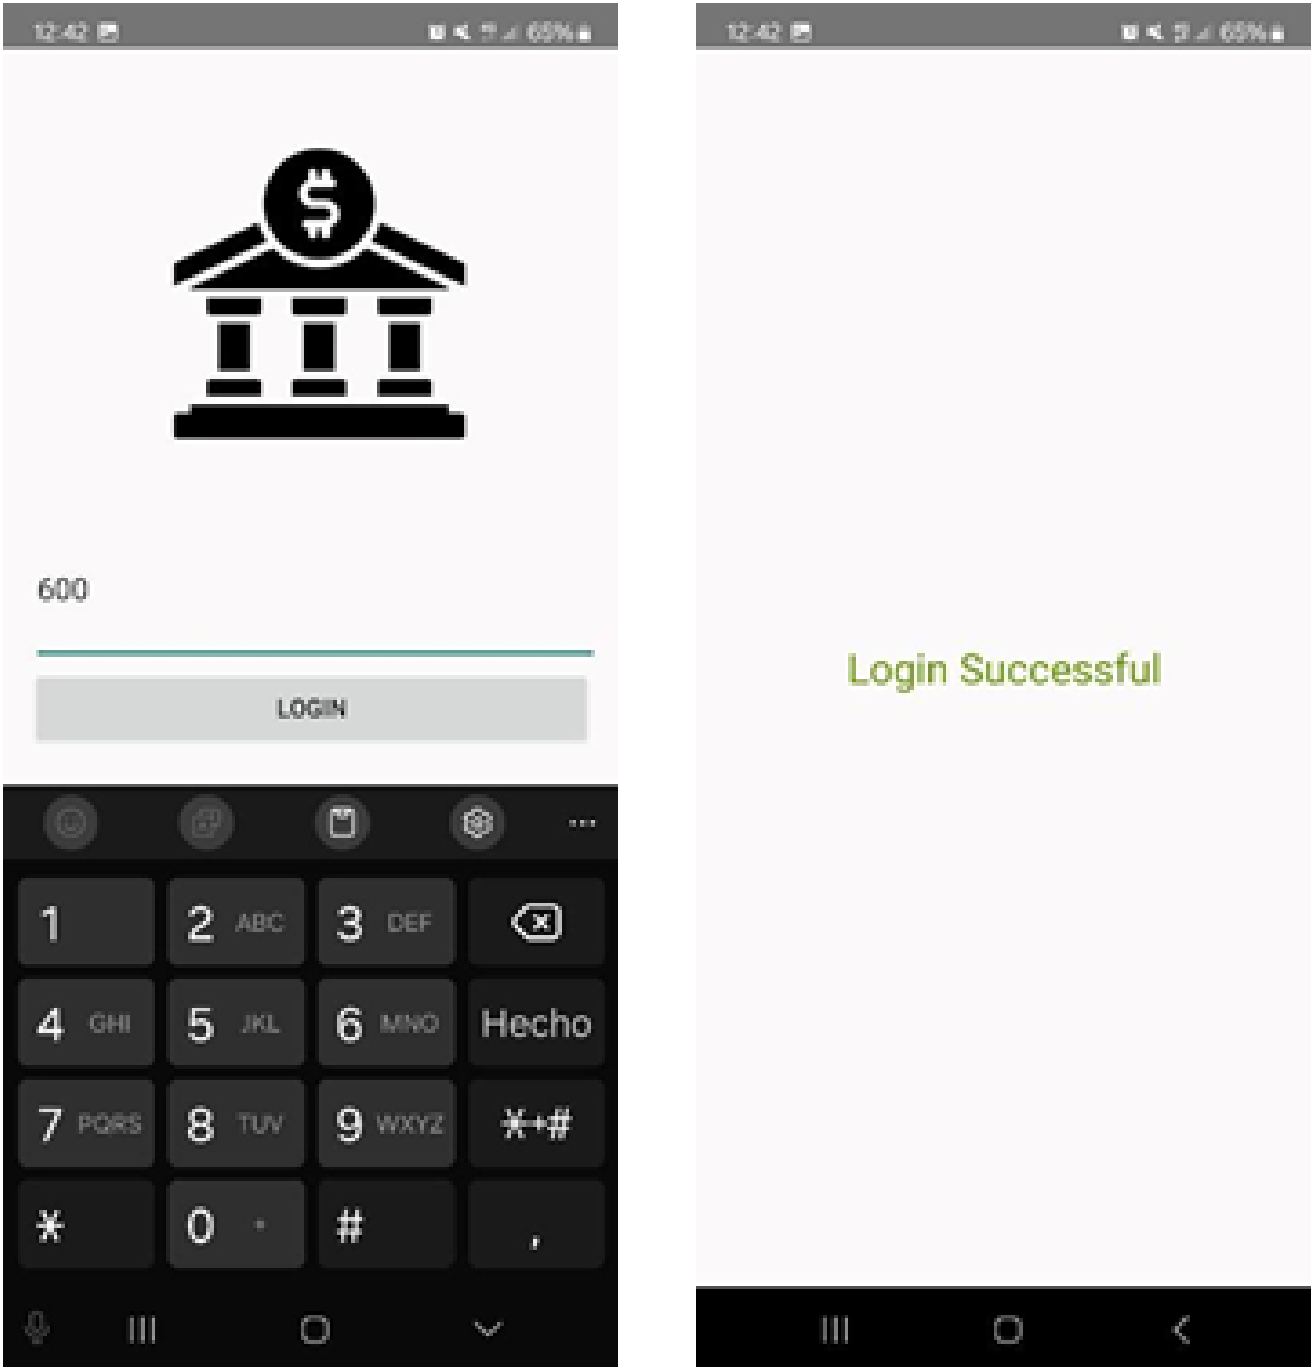 12:42
65%
$
600
LOGIN
1
2 ABC
3 DEF
4 GHI
5 JKL
6 MNO
Hecho
7 PQRS
8 TUV
9 WXYZ
*+#
*
0 +
#
,
12:42
65%
Login Successful